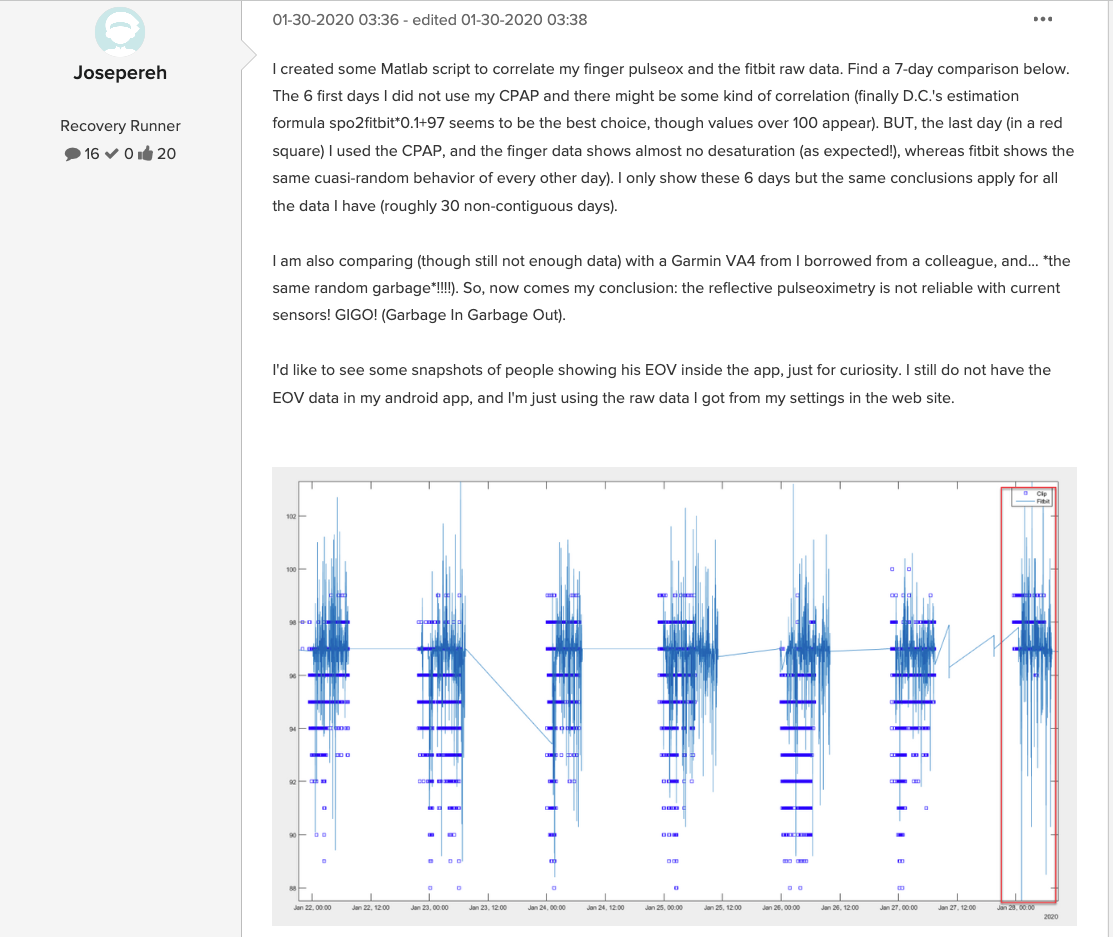 01-30-2020 03:36 - edited 01-30-2020 03:38
Josepereh
Recovery Runner
16 0 20
I created some Matlab script to correlate my finger pulseox and the fitbit raw data. Find a 7-day comparison below.
The 6 first days I did not use my CPAP and there might be some kind of correlation (finally D.C.'s estimation
formula spo2fitbit*0.1+97 seems to be the best choice, though values over 100 appear). BUT, the last day (in a red
square) I used the CPAP, and the finger data shows almost no desaturation (as expected!), whereas fitbit shows the
same cuasi-random behavior of every other day). I only show these 6 days but the same conclusions apply for all
the data I have (roughly 30 non-contiguous days).
I am also comparing (though still not enough data) with a Garmin VA4 from I borrowed from a colleague, and... *the
same random garbage*!!!!). So, now comes my conclusion: the reflective pulseoximetry is not reliable with current
sensors! GIGO! (Garbage In Garbage Out).
I'd like to see some snapshots of people showing his EOV inside the app, just for curiosity. I still do not have the
EOV data in my android app, and I'm just using the raw data I got from my settings in the web site.
Clip
Fitbit
102
100
98
96
94
92
90
88
Jan 22, 00:00 Jan 22, 12:00 Jan 23, 00:00 Jan 23, 12:00 Jan 24, 00:00 Jan 24, 12:00 Jan 25, 00:00 Jan 25, 12:00 Jan 26, 00:00 Jan 26, 12:00 Jan 27, 00:00 Jan 27, 12:00 Jan 28, 00:00
2020